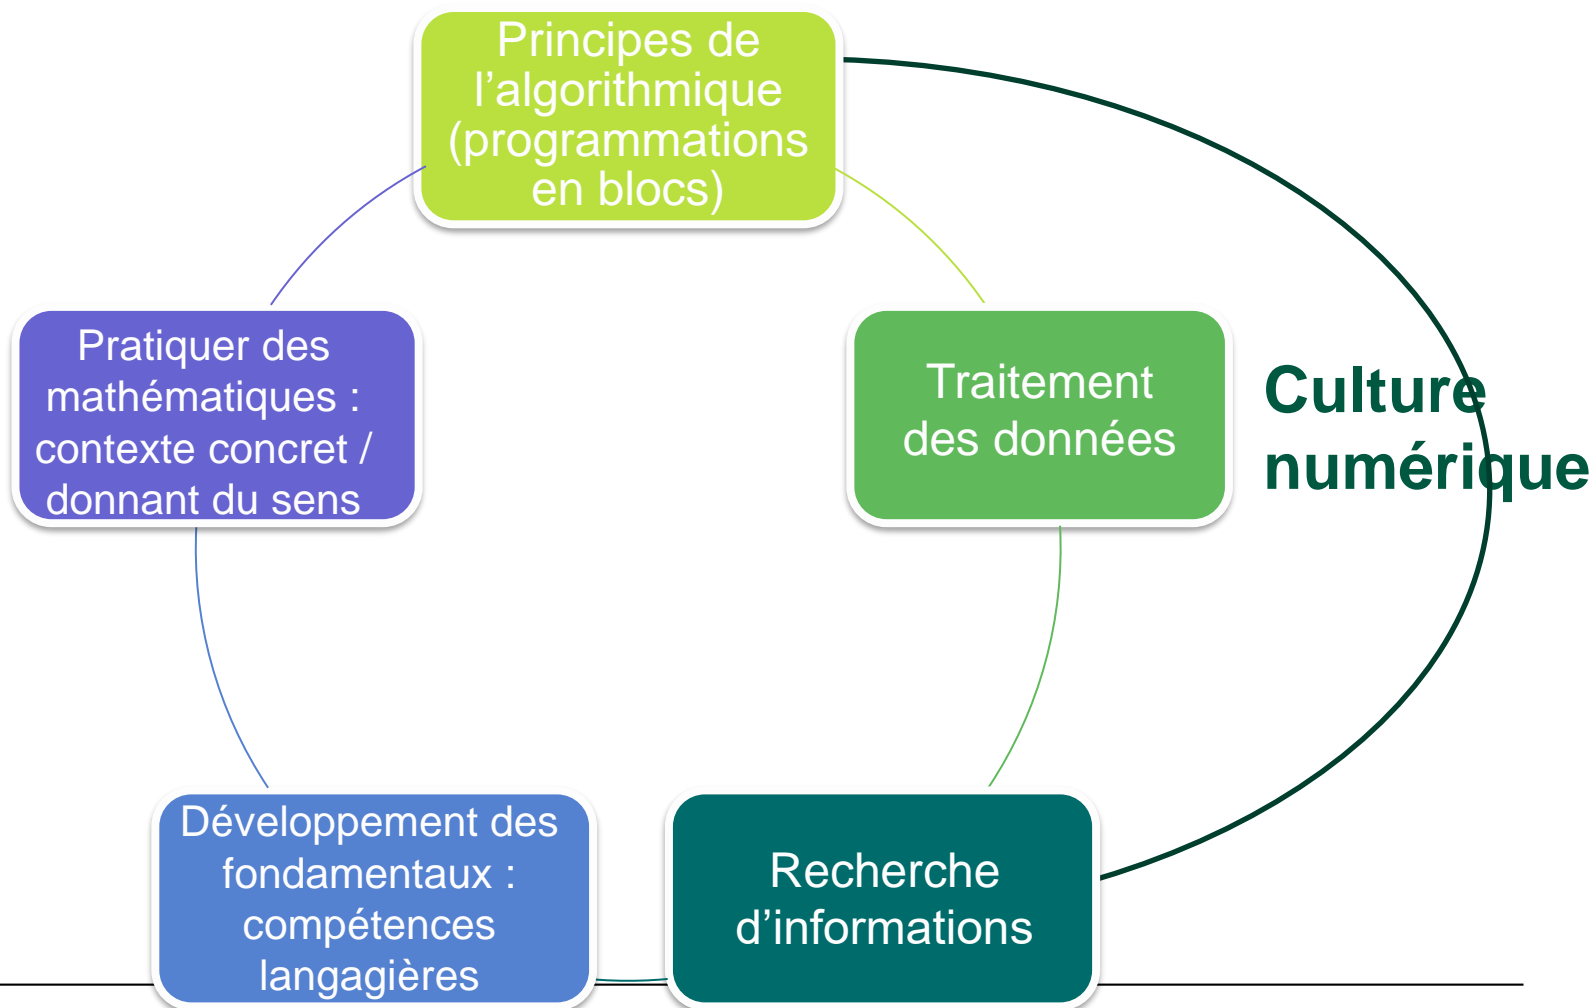 Principes de
l’algorithmique
(programmations
en blocs)
Traitement
des données
Culture
numérique
Recherche
d’informations
Développement des
fondamentaux :
compétences
langagières
Pratiquer des
mathématiques :
contexte concret /
donnant du sens